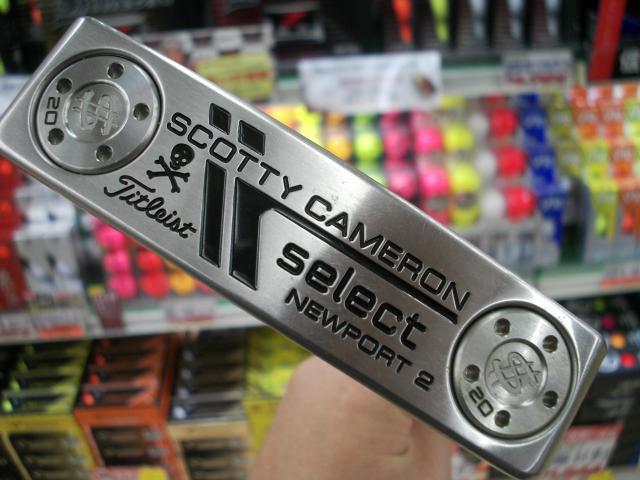 20
SCOTTY CAMERON
Titleist
select
NEWPORT 2
20